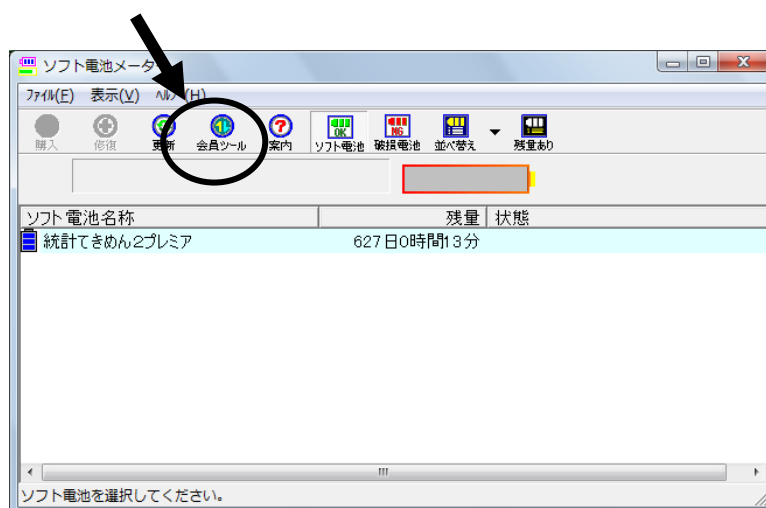 ソフト電池メータ
ファイル(E) 表示(V) ヘルプ(H)
購入 修復 更新 会員ツール 案内 ソフト電池 破損電池 並べ替え 残量あり
OK NG
ソフト電池名称 残量 状態
統計てきめん2プレミア 627日0時間13分
ソフト電池を選択してください。